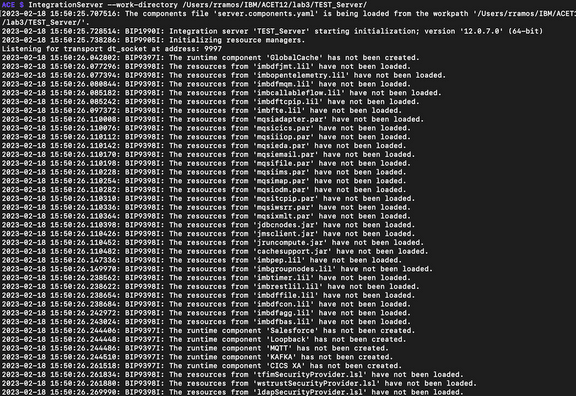 ACE $ IntegrationServer --work-directory /Users/rramos/IBM/ACET12/lab3/TEST_Server/
2023-02-18 15:50:25.707516: The components file 'server.components.yaml' is being loaded from the workpath '/Users/rramos/IBM/ACET12
/lab3/TEST_Server/'.
2023-02-18 15:50:25.728514: BIP1990I: Integration server 'TEST_Server' starting initialization; version '12.0.7.0' (64-bit)
2023-02-18 15:50:25.738286: BIP9905I: Initializing resource managers.
Listening for transport dt_socket at address: 9997
2023-02-18 15:50:26.042802: BIP9397I: The runtime component 'GlobalCache' has not been created.
2023-02-18 15:50:26.057292: BIP9398I: The resources from 'imbdfjmt.lil' have not been loaded.
2023-02-18 15:50:26.077394: BIP9398I: The resources from 'imbopentelemetry.lil' have not been loaded.
2023-02-18 15:50:26.080844: BIP9398I: The resources from 'imbdfmqm.lil' have not been loaded.
2023-02-18 15:50:26.085182: BIP9398I: The resources from 'imbcallableflow.lil' have not been loaded.
2023-02-18 15:50:26.085242: BIP9398I: The resources from 'imbdftcpip.lil' have not been loaded.
2023-02-18 15:50:26.097372: BIP9398I: The resources from 'imbfte.lil' have not been loaded.
2023-02-18 15:50:26.110008: BIP9398I: The resources from 'mqsiadapter.par' have not been loaded.
2023-02-18 15:50:26.110076: BIP9398I: The resources from 'mqsicics.par' have not been loaded.
2023-02-18 15:50:26.110112: BIP9398I: The resources from 'mqsiiiop.par' have not been loaded.
2023-02-18 15:50:26.110142: BIP9398I: The resources from 'mqsieda.par' have not been loaded.
2023-02-18 15:50:26.110170: BIP9398I: The resources from 'mqsiemail.par' have not been loaded.
2023-02-18 15:50:26.110198: BIP9398I: The resources from 'mqsifile.par' have not been loaded.
2023-02-18 15:50:26.110228: BIP9398I: The resources from 'mqsiims.par' have not been loaded.
2023-02-18 15:50:26.110254: BIP9398I: The resources from 'mqsimap.par' have not been loaded.
2023-02-18 15:50:26.110282: BIP9398I: The resources from 'mqsiodm.par' have not been loaded.
2023-02-18 15:50:26.110310: BIP9398I: The resources from 'mqsitcpip.par' have not been loaded.
2023-02-18 15:50:26.110336: BIP9398I: The resources from 'mqsiwsrr.par' have not been loaded.
2023-02-18 15:50:26.110364: BIP9398I: The resources from 'mqsixmlt.par' have not been loaded.
2023-02-18 15:50:26.110398: BIP9398I: The resources from 'jdbcnodes.jar' have not been loaded.
2023-02-18 15:50:26.110426: BIP9398I: The resources from 'jmsclient.jar' have not been loaded.
2023-02-18 15:50:26.110452: BIP9398I: The resources from 'jruncompute.jar' have not been loaded.
2023-02-18 15:50:26.110482: BIP9398I: The resources from 'cachesupport.jar' have not been loaded.
2023-02-18 15:50:26.147336: BIP9398I: The resources from 'imbpep.lil' have not been loaded.
2023-02-18 15:50:26.149970: BIP9398I: The resources from 'imbgroupnodes.lil' have not been loaded.
2023-02-18 15:50:26.238562: BIP9398I: The resources from 'imbtimer.lil' have not been loaded.
2023-02-18 15:50:26.238622: BIP9398I: The resources from 'imbrestlil.lil' have not been loaded.
2023-02-18 15:50:26.238654: BIP9398I: The resources from 'imbdffile.lil' have not been loaded.
2023-02-18 15:50:26.238684: BIP9398I: The resources from 'imbdfcon.lil' have not been loaded.
2023-02-18 15:50:26.242972: BIP9398I: The resources from 'imbdfagg.lil' have not been loaded.
2023-02-18 15:50:26.243024: BIP9398I: The resources from 'imbdfbas.lil' have not been loaded.
2023-02-18 15:50:26.244406: BIP9397I: The runtime component 'Salesforce' has not been created.
2023-02-18 15:50:26.244448: BIP9397I: The runtime component 'Loopback' has not been created.
2023-02-18 15:50:26.244486: BIP9397I: The runtime component 'MQTT' has not been created.
2023-02-18 15:50:26.244510: BIP9397I: The runtime component 'KAFKA' has not been created.
2023-02-18 15:50:26.261518: BIP9397I: The runtime component 'CICS XA' has not been created.
2023-02-18 15:50:26.261834: BIP9398I: The resources from 'tfimSecurityProvider.lsl' have not been loaded.
2023-02-18 15:50:26.261880: BIP9398I: The resources from 'wstrustSecurityProvider.lsl' have not been loaded.
2023-02-18 15:50:26.269990: BIP9398I: The resources from 'ldapSecurityProvider.lsl' have not been loaded.